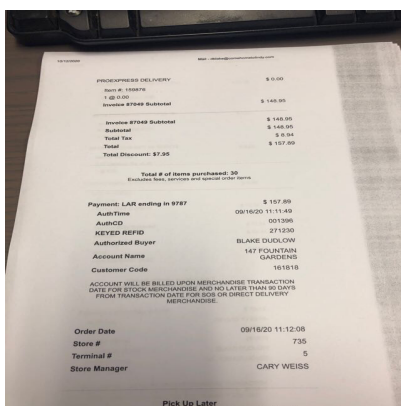 PROEXPRESS DELIVERY $ 0.00
Item #: 159876
1 @ 0.00
Invoice 87049 Subtotal $ 148.95
Invoice 87049 Subtotal $ 148.95
Subtotal $ 148.95
Total Tax $ 8.94
Total $ 157.89
Total Discount: $7.95
Total # of items purchased: 30
Excludes fees, services and special order items
Payment: LAR ending in 9787 $ 157.89
AuthTime 09/16/20 11:11:49
AuthCD 001396
KEYED REFID 271230
Authorized Buyer BLAKE DUDLOW
Account Name 147 FOUNTAIN
GARDENS
Customer Code 161818
ACCOUNT WILL BE BILLED UPON MERCHANDISE TRANSACTION
DATE FOR STOCK MERCHANDISE AND NO LATER THAN 90 DAYS
FROM TRANSACTION DATE FOR SOS OR DIRECT DELIVERY
MERCHANDISE.
Order Date 09/16/20 11:12:08
Store # 735
Terminal # 5
Store Manager CARY WEISS
Pick Up Later